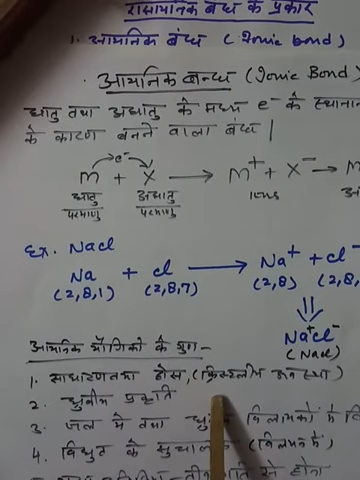 रासायनिक बंध के प्रकार
1. आयनिक बंध (Ionic bond)
· आयनिक बन्ध (Ionic Bond)
धातु तथा अधातु के मध्य e⁻ के स्थानान
के कारण बनने वाला बंध |
e⁻
M + X → M⁺ + X⁻ → M
धातु परमाणु अधातु परमाणु
Ex. NaCl
Na + Cl → Na⁺ + Cl⁻
(2,8,1) (2,8,7) (2,8) (2,8
⇓
Na⁺Cl⁻
(NaCl)
आयनिक यौगिकों के गुण -
1. साधारणतया ठोस, (क्रिस्टलीय अवस्था)
2. ध्रुवीय प्रकृति
3. जल में तथा ध्रुवीय विलायकों में वि
4. विद्युत के सुचालक (विलयन में)